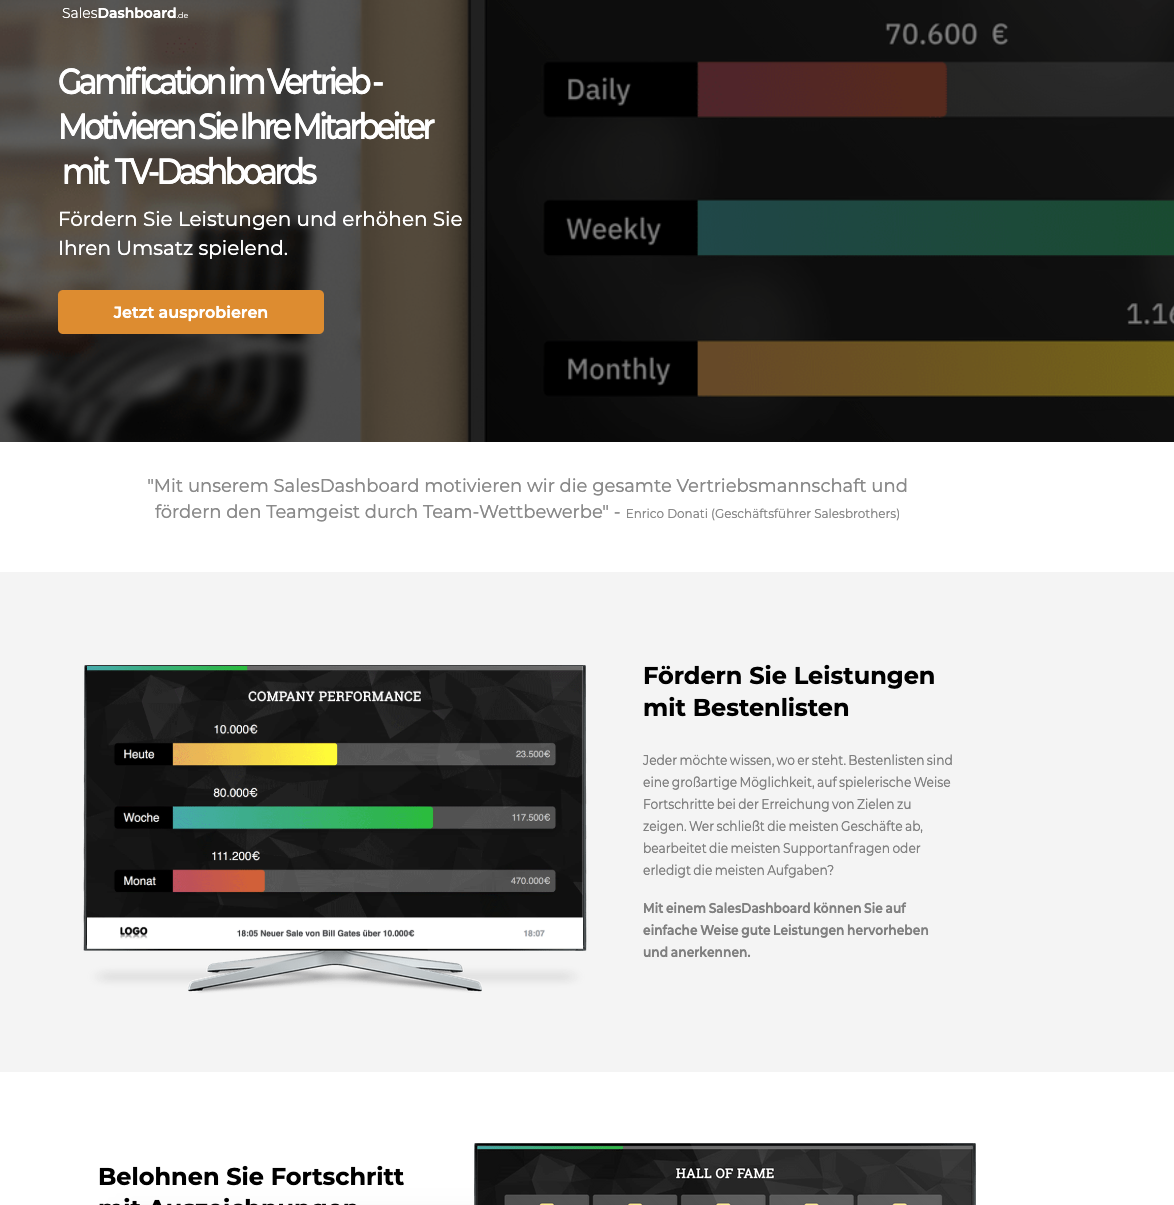 SalesDashboard.de
Gamification im Vertrieb -
Motivieren Sie Ihre Mitarbeiter
mit TV-Dashboards
Fördern Sie Leistungen und erhöhen Sie
Ihren Umsatz spielend.
Jetzt ausprobieren
70.600 €
Daily
Weekly
Monthly
"Mit unserem SalesDashboard motivieren wir die gesamte Vertriebsmannschaft und
fördern den Teamgeist durch Team-Wettbewerbe" - Enrico Donati (Geschäftsführer Salesbrothers)
COMPANY PERFORMANCE
10.000€
Heute
23.500€
80.000€
Woche
117.500€
111.200€
Monat
470.000€
LOGO
18:05 Neuer Sale von Bill Gates über 10.000€
18:07
Fördern Sie Leistungen
mit Bestenlisten
Jeder möchte wissen, wo er steht. Bestenlisten sind
eine großartige Möglichkeit, auf spielerische Weise
Fortschritte bei der Erreichung von Zielen zu
zeigen. Wer schließt die meisten Geschäfte ab,
bearbeitet die meisten Supportanfragen oder
erledigt die meisten Aufgaben?
Mit einem SalesDashboard können Sie auf
einfache Weise gute Leistungen hervorheben
und anerkennen.
Belohnen Sie Fortschritt
mit Auszeichnungen
HALL OF FAME